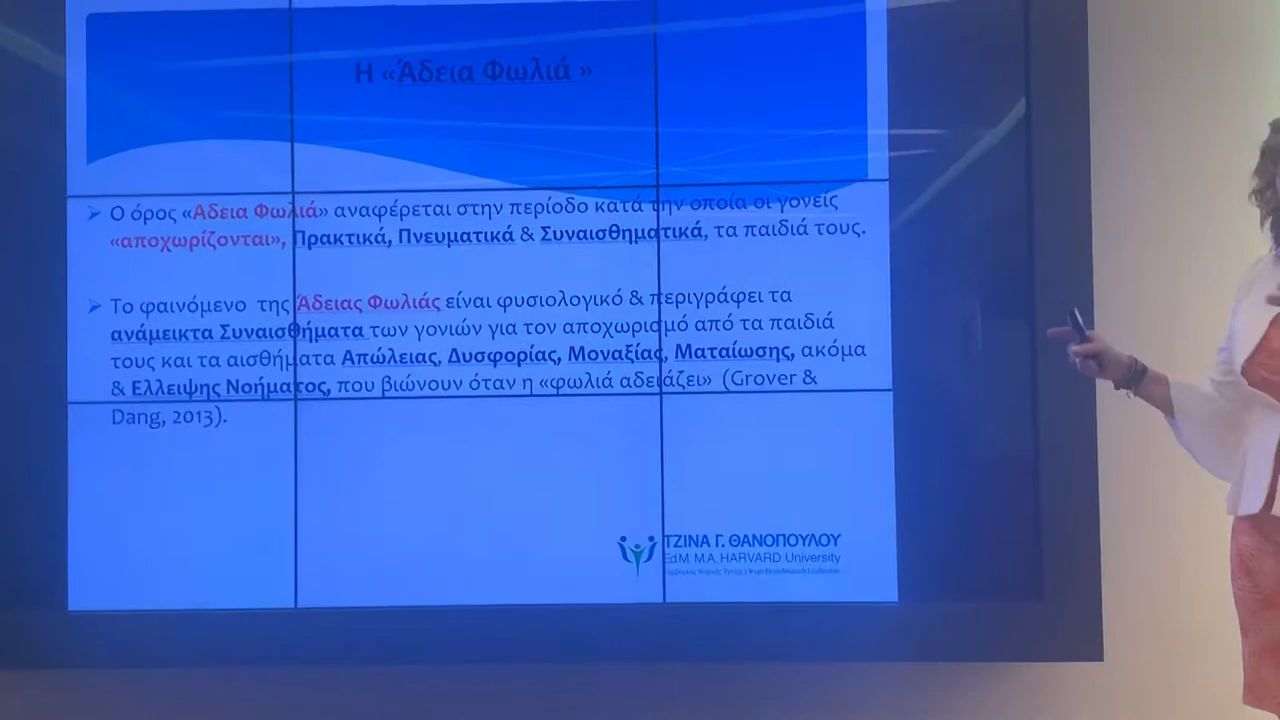 Η «Άδεια Φωλιά »
Ο όρος «Άδεια Φωλιά» αναφέρεται στην περίοδο κατά την οποία οι γονείς
«αποχωρίζονται», Πρακτικά, Πνευματικά & Συναισθηματικά, τα παιδιά τους.
Το φαινόμενο της Άδειας Φωλιάς είναι φυσιολογικό & περιγράφει τα
ανάμεικτα Συναισθήματα των γονιών για τον αποχωρισμό από τα παιδιά
τους και τα αισθήματα Απώλειας, Δυσφορίας, Μοναξίας, Ματαίωσης, ακόμα
& Ελλειψης Νοήματος, που βιώνουν όταν η «φωλιά αδειάζει» (Grover &
Dang, 2013).
ΤΖΙΝΑ Γ. ΘΑΝΟΠΟΥΛΟΥ
EdM M.A. HARVARD University